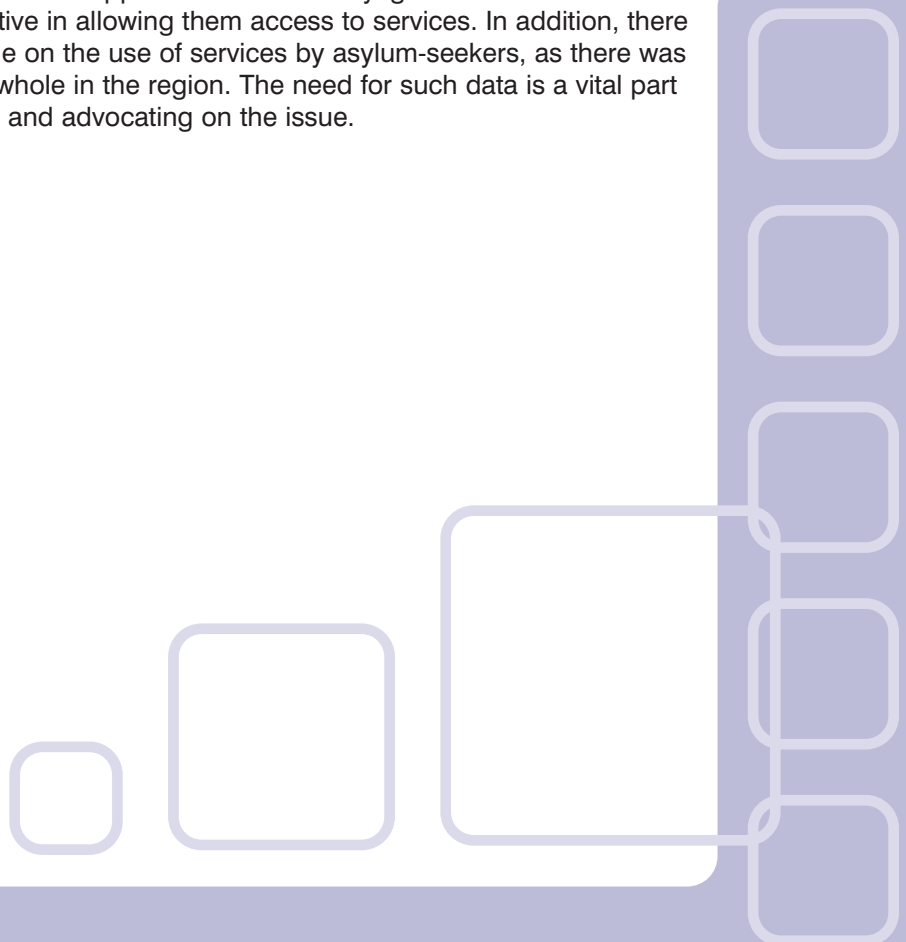 tive in allowing them access to services. In addition, there
e on the use of services by asylum-seekers, as there was
whole in the region. The need for such data is a vital part
and advocating on the issue.